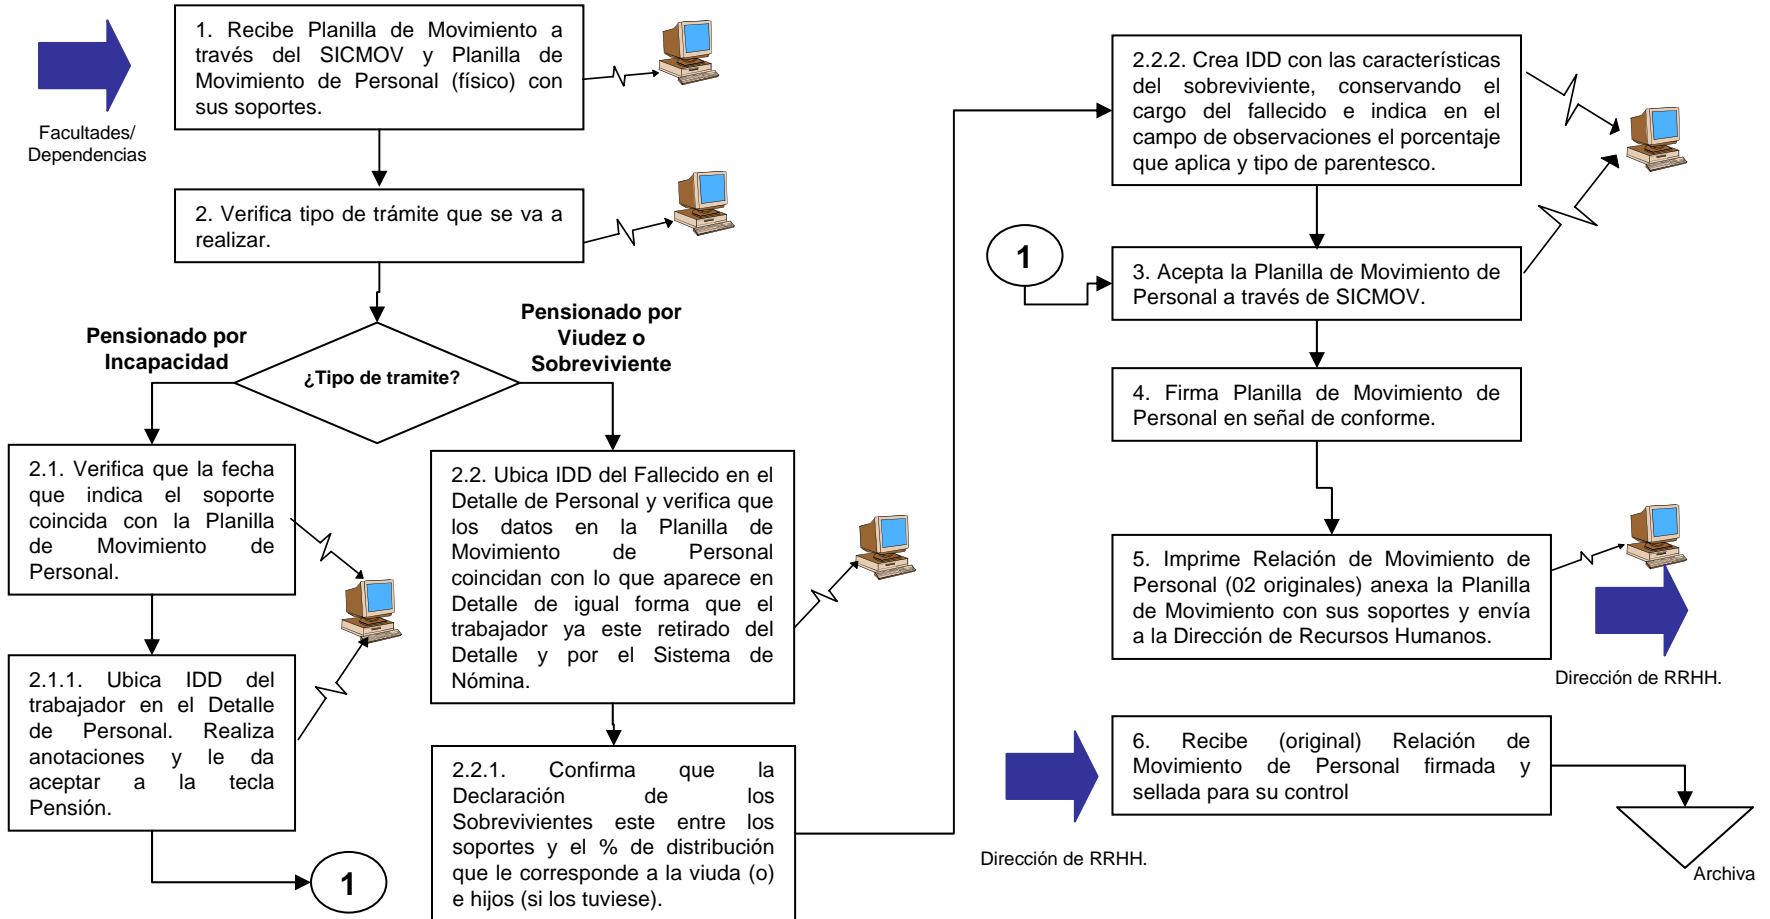 1. Recibe Planilla de Movimiento a
través del SICMOV y Planilla de
Movimiento de Personal (físico) con
sus soportes.
Facultades/
Dependencias
2. Verifica tipo de trámite que se va a
realizar.
Pensionado por
Incapacidad
Pensionado por
Viudez o
Sobreviviente
¿Tipo de tramite?
2.1. Verifica que la fecha
que indica el soporte
coincida con la Planilla
de Movimiento de
Personal.
2.1.1. Ubica IDD del
trabajador en el Detalle
de Personal. Realiza
anotaciones y le da
aceptar a la tecla
Pensión.
1
2.2. Ubica IDD del Fallecido en el
Detalle de Personal y verifica que
los datos en la Planilla de
Movimiento de Personal
coincidan con lo que aparece en
Detalle de igual forma que el
trabajador ya este retirado del
Detalle y por el Sistema de
Nómina.
2.2.1. Confirma que la
Declaración de los
Sobrevivientes este entre los
soportes y el % de distribución
que le corresponde a la viuda (o)
e hijos (si los tuviese).
2.2.2. Crea IDD con las características
del sobreviviente, conservando el
cargo del fallecido e indica en el
campo de observaciones el porcentaje
que aplica y tipo de parentesco.
1
3. Acepta la Planilla de Movimiento de
Personal a través de SICMOV.
4. Firma Planilla de Movimiento de
Personal en señal de conforme.
5. Imprime Relación de Movimiento de
Personal (02 originales) anexa la Planilla
de Movimiento con sus soportes y envía
a la Dirección de Recursos Humanos.
Dirección de RRHH.
6. Recibe (original) Relación de
Movimiento de Personal firmada y
sellada para su control
Dirección de RRHH.
Archiva